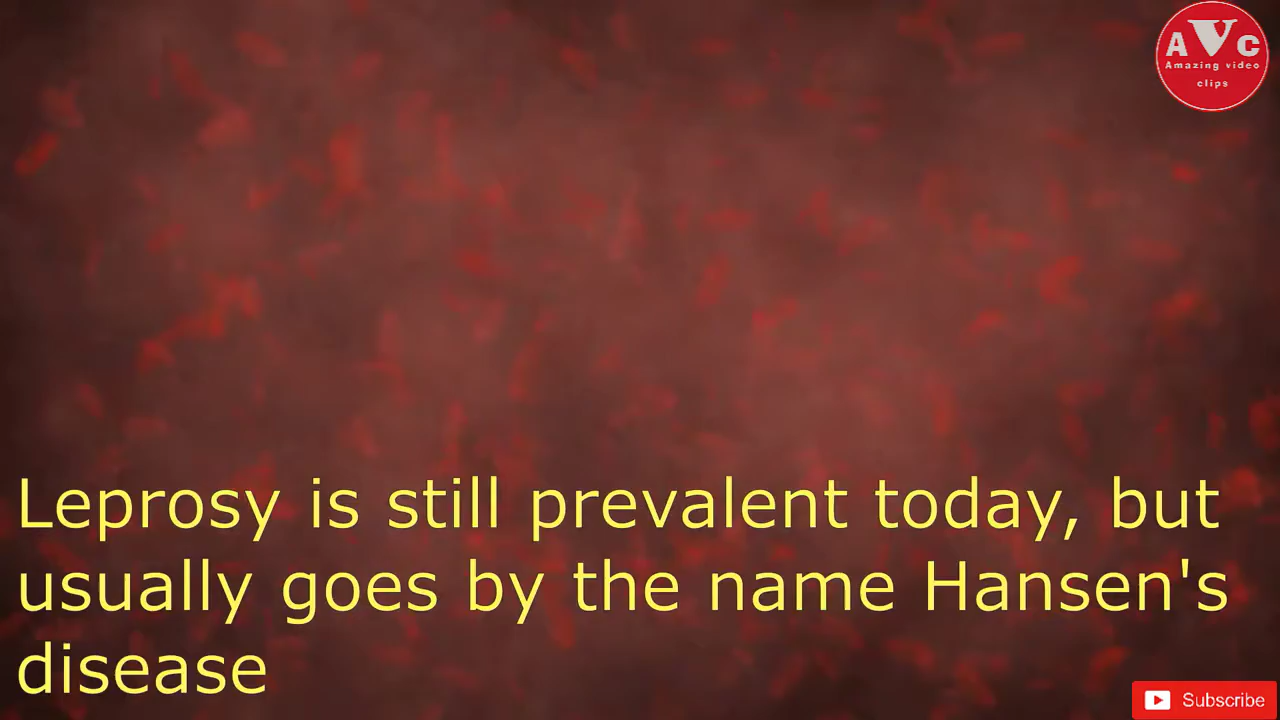 AVC
Amazing video
clips
Leprosy is still prevalent today, but
usually goes by the name Hansen's
disease
Subscribe